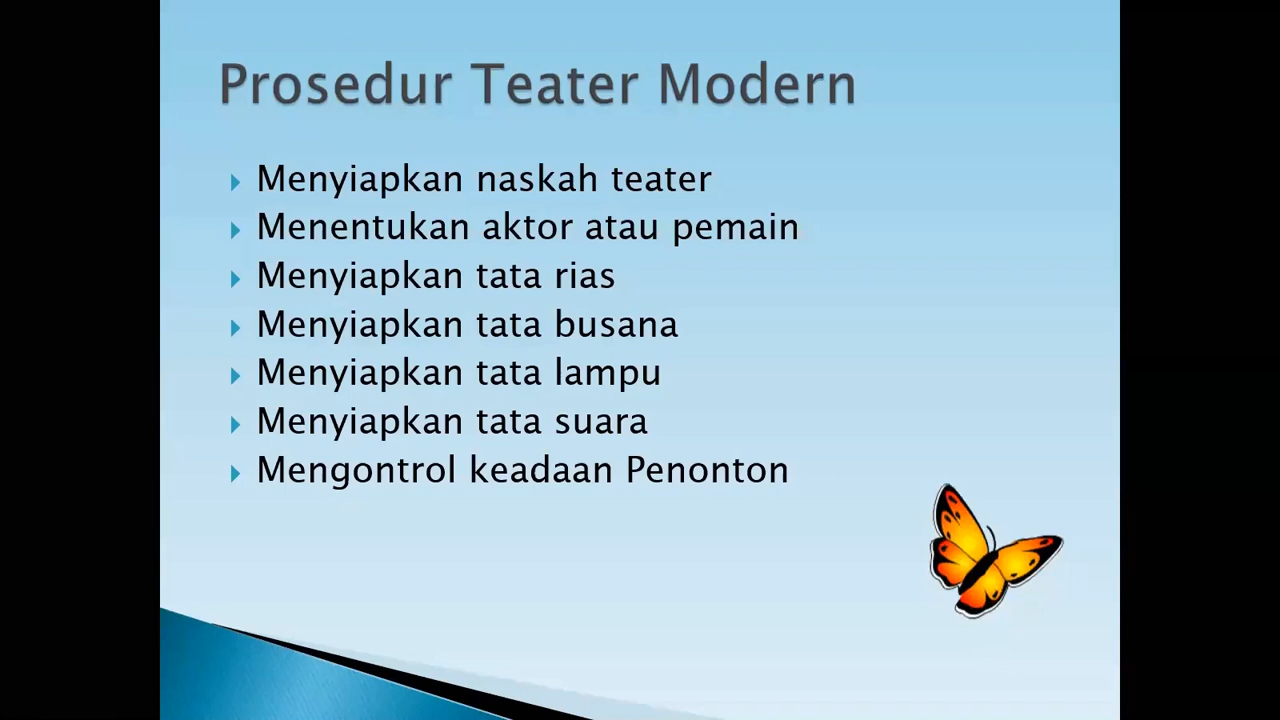 Prosedur Teater Modern
Menyiapkan naskah teater
Menentukan aktor atau pemain
Menyiapkan tata rias
Menyiapkan tata busana
Menyiapkan tata lampu
Menyiapkan tata suara
Mengontrol keadaan Penonton